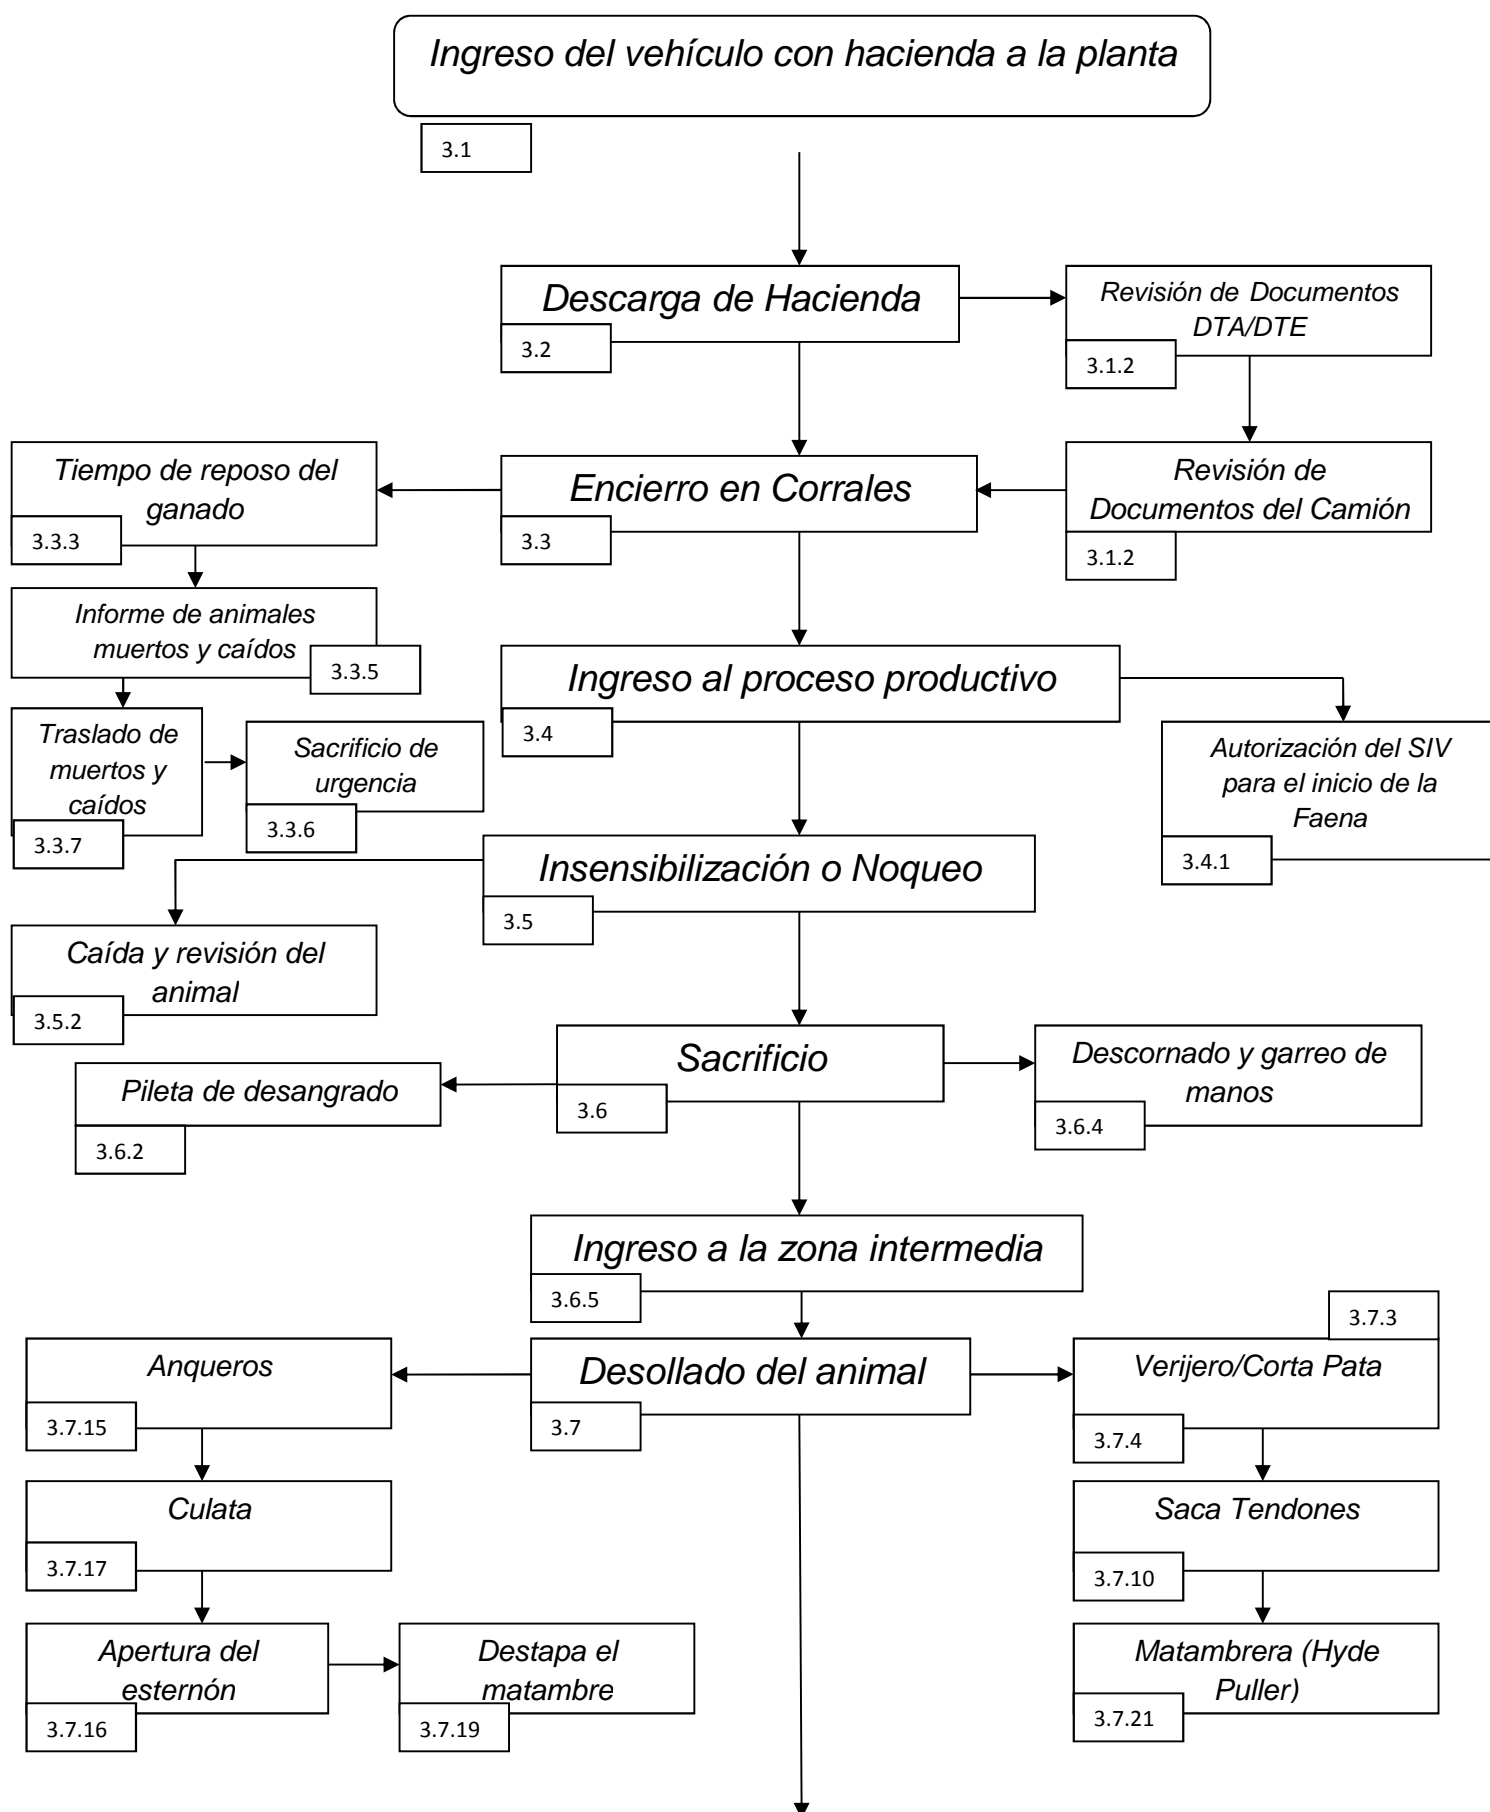 Ingreso del vehículo con hacienda a la planta
3.1
Descarga de Hacienda
3.2
Revisión de Documentos
DTA/DTE
3.1.2
Tiempo de reposo del
ganado
3.3.3
Encierro en Corrales
3.3
Revisión de
Documentos del Camión
3.1.2
Informe de animales
muertos y caídos
3.3.5
Ingreso al proceso productivo
3.4
Traslado de
muertos y
caídos
3.3.7
Sacrificio de
urgencia
3.3.6
Autorización del SIV
para el inicio de la
Faena
3.4.1
Insensibilización o Noqueo
3.5
Caída y revisión del
animal
3.5.2
Sacrificio
3.6
Pileta de desangrado
3.6.2
Descornado y garreo de
manos
3.6.4
Ingreso a la zona intermedia
3.6.5
3.7.3
Anqueros
3.7.15
Desollado del animal
3.7
Verijero/Corta Pata
3.7.4
Culata
3.7.17
Saca Tendones
3.7.10
Apertura del
esternón
3.7.16
Destapa el
matambre
3.7.19
Matambrera (Hyde
Puller)
3.7.21